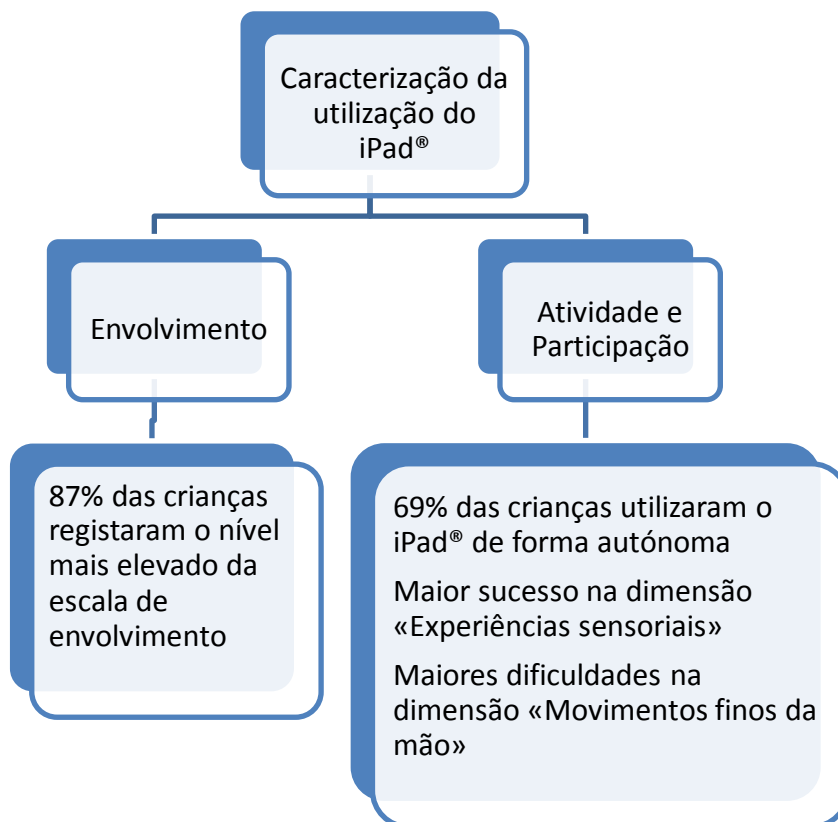 Caracterização da
utilização do
iPad®
Envolvimento
Atividade e
Participação
87% das crianças
registaram o nível
mais elevado da
escala de
envolvimento
69% das crianças utilizaram o
iPad® de forma autónoma
Maior sucesso na dimensão
«Experiências sensoriais»
Maiores dificuldades na
dimensão «Movimentos finos da
mão»